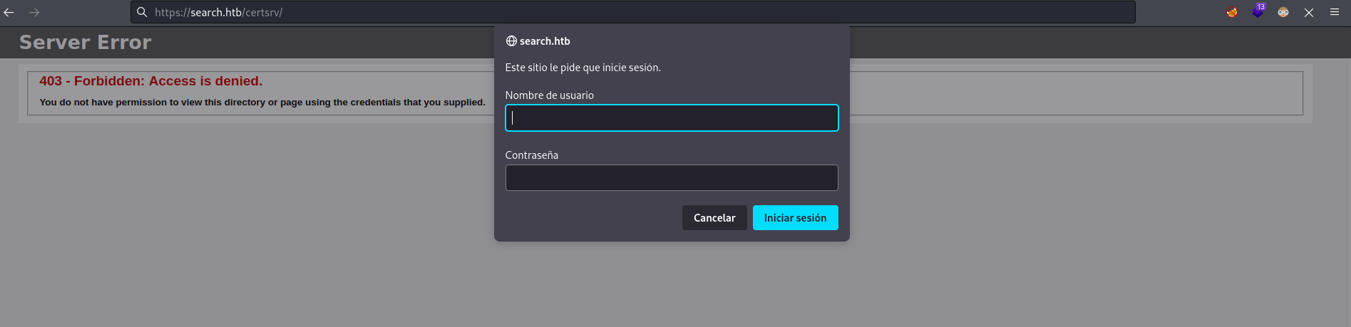 https://search.htb/certsrv/
13
Server Error
search.htb
403 - Forbidden: Access is denied.
You do not have permission to view this directory or page using the credentials that you supplied.
Este sitio le pide que inicie sesión.
Nombre de usuario
Contraseña
Cancelar
Iniciar sesión